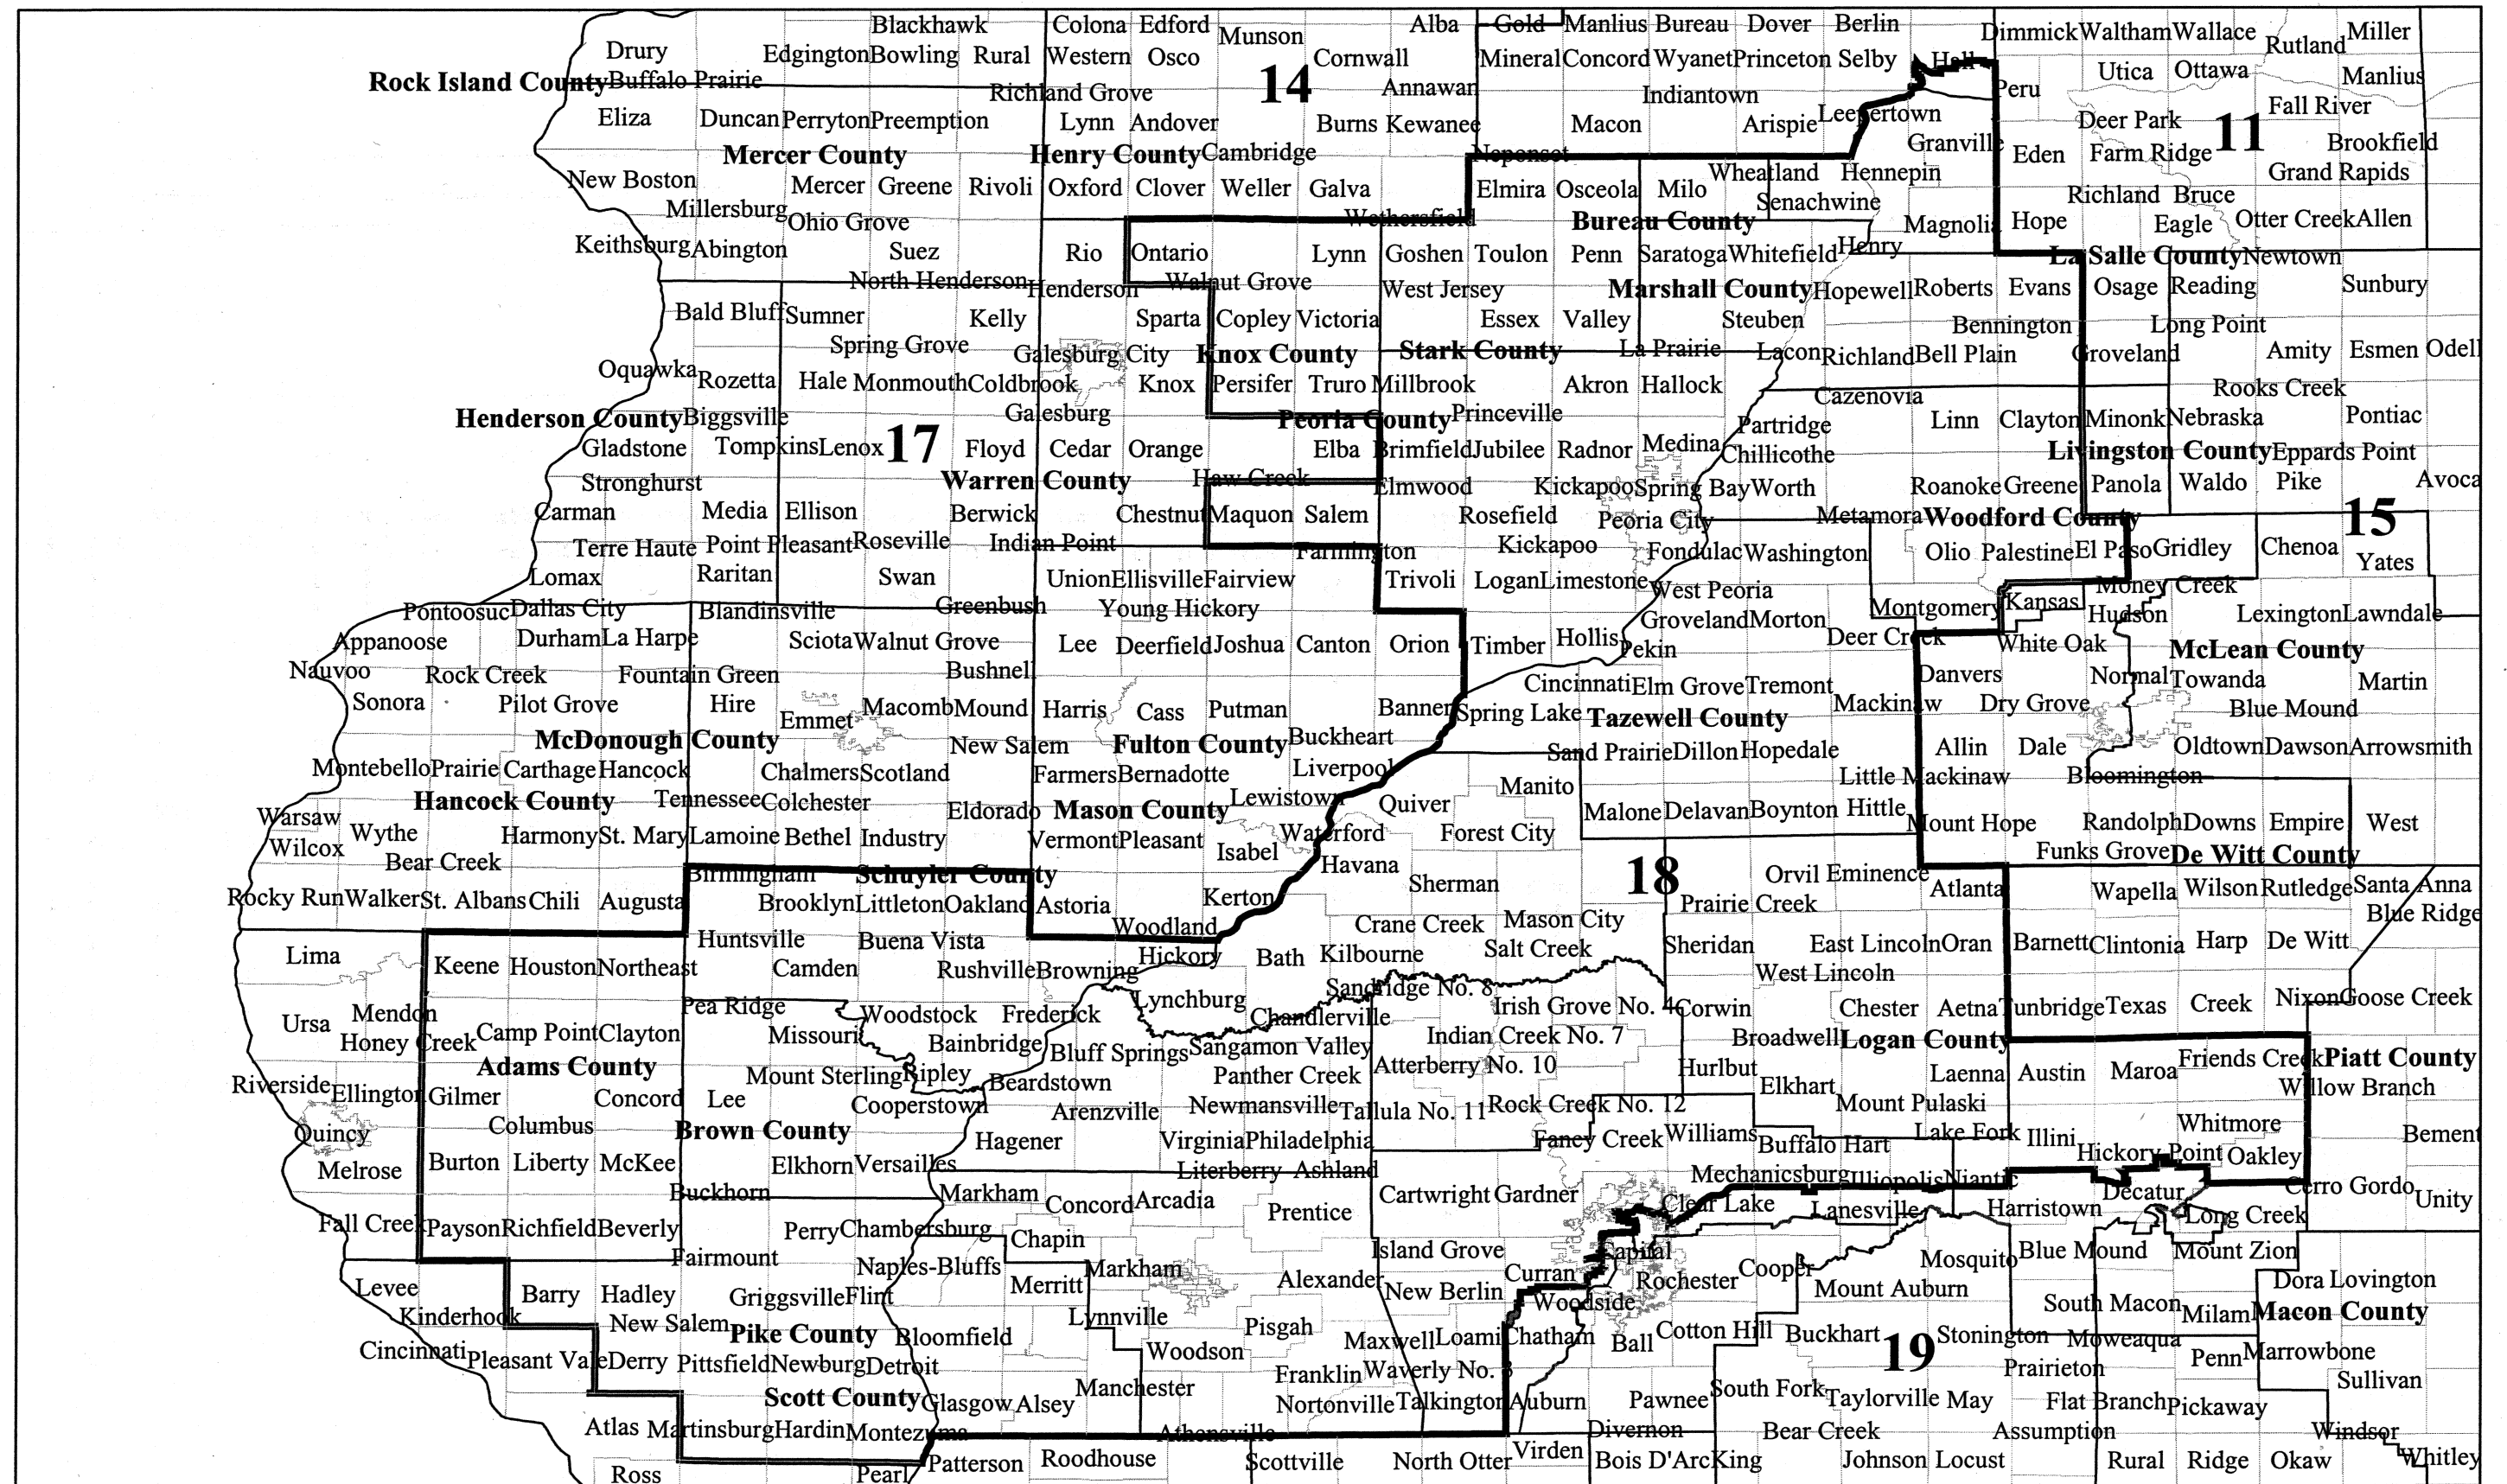 Blackhawk Colona Edford Alba Gold Manlius Bureau Dover Berlin
Drury Munson Dimmick Waltham Wallace Miller
Edgington Bowling Rural Western Osco Cornwall Mineral Concord Wyanet Princeton Selby Hall Rutland
Rock Island County Buffalo Prairie 14 Annawan Utica Ottawa Manlius
Richland Grove Indiantown Peru
Eliza Duncan Perryton Preemption Lynn Andover Burns Kewanee Macon Arispie Leepertown Deer Park Fall River
11
Mercer County Henry County Cambridge Neponset Granville Eden Farm Ridge Brookfield
New Boston Mercer Greene Rivoli Oxford Clover Weller Galva Elmira Osceola Milo Wheatland Hennepin Grand Rapids
Millersburg Senachwine Richland Bruce
Ohio Grove Wethersfield Bureau County Magnolia Hope Eagle Otter Creek Allen
Keithsburg Abington Suez Rio Ontario Lynn Goshen Toulon Penn Saratoga Whitefield Henry La Salle County Newtown
North Henderson Henderson Walnut Grove West Jersey Marshall County Hopewell Roberts Evans Osage Reading Sunbury
Bald Bluff Sumner Kelly Sparta Copley Victoria Essex Valley Steuben Bennington Long Point
Spring Grove Galesburg City Knox County Stark County La Prairie Lacon Richland Bell Plain Groveland Amity Esmen Odell
Oquawka Rozetta Hale Monmouth Coldbrook Knox Persifer Truro Millbrook Akron Hallock Rooks Creek
Henderson County Biggsville Galesburg Peoria County Princeville Cazenovia Linn Clayton Minonk Nebraska Pontiac
Partridge
Gladstone Tompkins Lenox 17 Floyd Cedar Orange Elba Brimfield Jubilee Radnor Medina Chillicothe Livingston County Eppards Point
Stronghurst Warren County Haw Creek Elmwood Kickapoo Spring Bay Worth Roanoke Greene Panola Waldo Pike Avoca
Carman Media Ellison Berwick Chestnut Maquon Salem Rosefield Peoria City Metamora Woodford County 15
Terre Haute Point Pleasant Roseville Indian Point Farmington Kickapoo Fondulac Washington Olio Palestine El Paso Gridley Chenoa
Lomax Raritan Swan Union Ellisville Fairview Trivoli Logan Limestone West Peoria Money Creek Yates
Pontoosuc Dallas City Blandinsville Greenbush Young Hickory Groveland Morton Montgomery Kansas Hudson Lexington Lawndale
Appanoose Durham La Harpe Sciota Walnut Grove Lee Deerfield Joshua Canton Orion Timber Hollis Pekin Deer Creek White Oak McLean County
Nauvoo Rock Creek Fountain Green Bushnell Danvers Normal Towanda Martin
Sonora Pilot Grove Hire Emmet Macomb Mound Harris Cass Putman Banner Cincinnati Elm Grove Tremont Mackinaw Dry Grove Blue Mound
Spring Lake Tazewell County
McDonough County New Salem Fulton County Buckheart Sand Prairie Dillon Hopedale Allin Dale Oldtown Dawson Arrowsmith
Montebello Prairie Carthage Hancock Chalmers Scotland Farmers Bernadotte Liverpool Manito Little Mackinaw Bloomington
Hancock County Tennessee Colchester Eldorado Mason County Lewistown Quiver Malone Delavan Boynton Hittle
Warsaw Wythe Harmony St. Mary Lamoine Bethel Industry Vermont Pleasant Waterford Forest City Mount Hope Randolph Downs Empire West
Wilcox Bear Creek Isabel Havana Funks Grove De Witt County
Birmingham Schuyler County Sherman 18 Orvil Eminence Atlanta Wapella Wilson Rutledge Santa Anna
Rocky Run Walker St. Albans Chili Augusta Brooklyn Littleton Oakland Astoria Kerton Prairie Creek Blue Ridge
Woodland Crane Creek Mason City
Lima Huntsville Buena Vista Hickory Bath Kilbourne Salt Creek Sheridan East Lincoln Oran Barnett Clintonia Harp De Witt
Keene Houston Northeast Camden Rushville Browning West Lincoln
Pea Ridge Lynchburg Sandridge No. 8
Ursa Mendon Woodstock Frederick Chandlerville Irish Grove No. 4 Corwin Chester Aetna Tunbridge Texas Creek Nixon Goose Creek
Honey Creek Camp Point Clayton Missouri Bainbridge Bluff Springs Sangamon Valley Indian Creek No. 7 Broadwell Logan County
Adams County Mount Sterling Ripley Beardstown Panther Creek Atterberry No. 10 Hurlbut Laenna Austin Maroa Friends Creek Piatt County
Riverside Ellington Gilmer Concord Lee Cooperstown Arenzville Newmansville Tallula No. 11 Rock Creek No. 12 Elkhart Mount Pulaski Willow Branch
Quincy Columbus Brown County Hagener Virginia Philadelphia Fancy Creek Williams Buffalo Hart Lake Fork Illini Whitmore Bement
Melrose Burton Liberty McKee Elkhorn Versailles Literberry Ashland Mechanicsburg Illiopolis Niantic Hickory Point Oakley
Buckhorn Markham Concord Arcadia Cartwright Gardner Clear Lake Decatur Cerro Gordo Unity
Fall Creek Payson Richfield Beverly Perry Chambersburg Chapin Prentice Lanesville Harristown Long Creek
Fairmount Island Grove Capital Mosquito Blue Mound Mount Zion
Levee Barry Hadley Naples-Bluffs Merritt Markham Alexander New Berlin Curran Rochester Cooper Mount Auburn Dora Lovington
Kinderhook Griggsville Flint Lynnville Woodside South Macon Milam Macon County
New Salem Pike County Bloomfield Pisgah Maxwell Loami Chatham Ball Cotton Hill Buckhart 19 Stonington Moweaqua
Cincinnati Pleasant Vale Derry Pittsfield Newburg Detroit Woodson Franklin Waverly No. Prairieton Penn Marrowbone
Scott County Glasgow Alsey Manchester Nortonville Talkington Auburn Pawnee South Fork Taylorville May Flat Branch Pickaway Sullivan
Atlas Martinsburg Hardin Montezuma Athensville Divernon Bear Creek Assumption Windsor
Ross Pearl Patterson Roodhouse Scottville North Otter Virden Bois D'Arc King Johnson Locust Rural Ridge Okaw Whitley